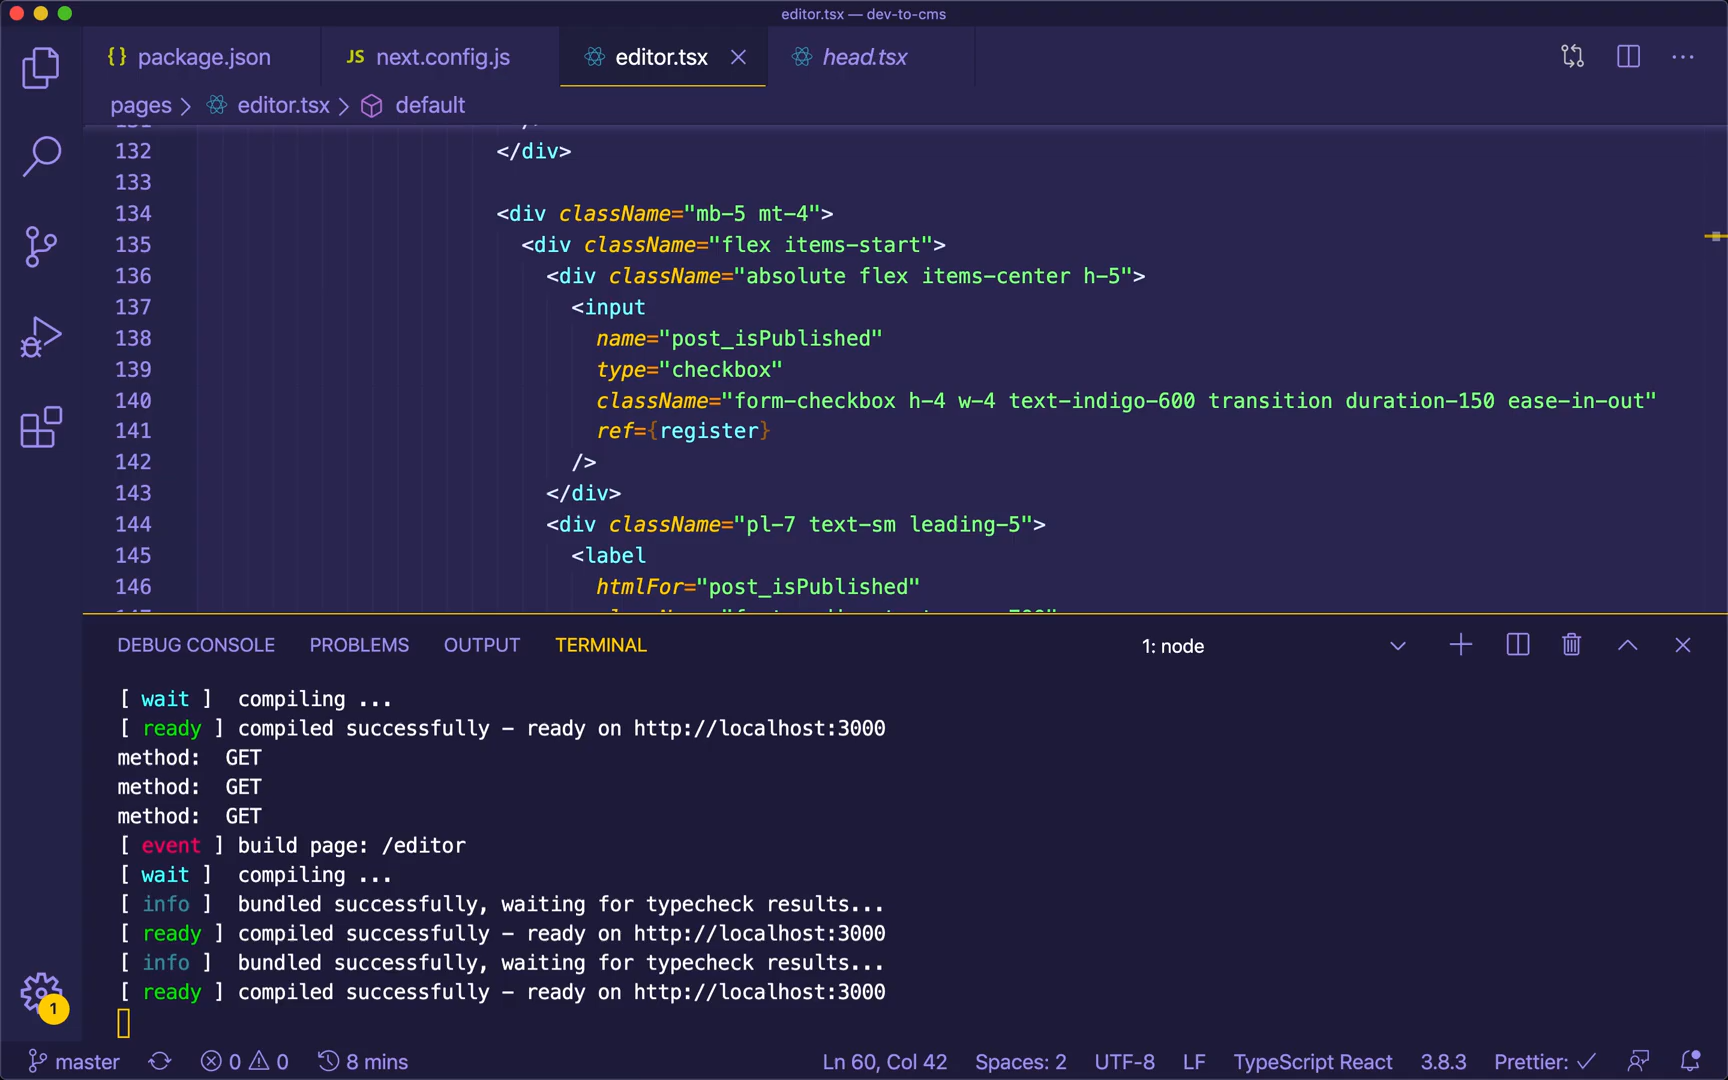 editor.tsx — dev-to-cms
{} package.json
JS next.config.js
editor.tsx
head.tsx
pages > editor.tsx > default
132 </div>
133
134 <div className="mb-5 mt-4">
135 <div className="flex items-start">
136 <div className="absolute flex items-center h-5">
137 <input
138 name="post_isPublished"
139 type="checkbox"
140 className="form-checkbox h-4 w-4 text-indigo-600 transition duration-150 ease-in-out"
141 ref={register}
142 />
143 </div>
144 <div className="pl-7 text-sm leading-5">
145 <label
146 htmlFor="post_isPublished"
DEBUG CONSOLE PROBLEMS OUTPUT TERMINAL 1: node
[ wait ]  compiling ...
[ ready ] compiled successfully – ready on http://localhost:3000
method:  GET
method:  GET
method:  GET
[ event ] build page: /editor
[ wait ]  compiling ...
[ info ]  bundled successfully, waiting for typecheck results...
[ ready ] compiled successfully – ready on http://localhost:3000
[ info ]  bundled successfully, waiting for typecheck results...
[ ready ] compiled successfully – ready on http://localhost:3000
1
master 0 0 8 mins Ln 60, Col 42 Spaces: 2 UTF-8 LF TypeScript React 3.8.3 Prettier: ✓